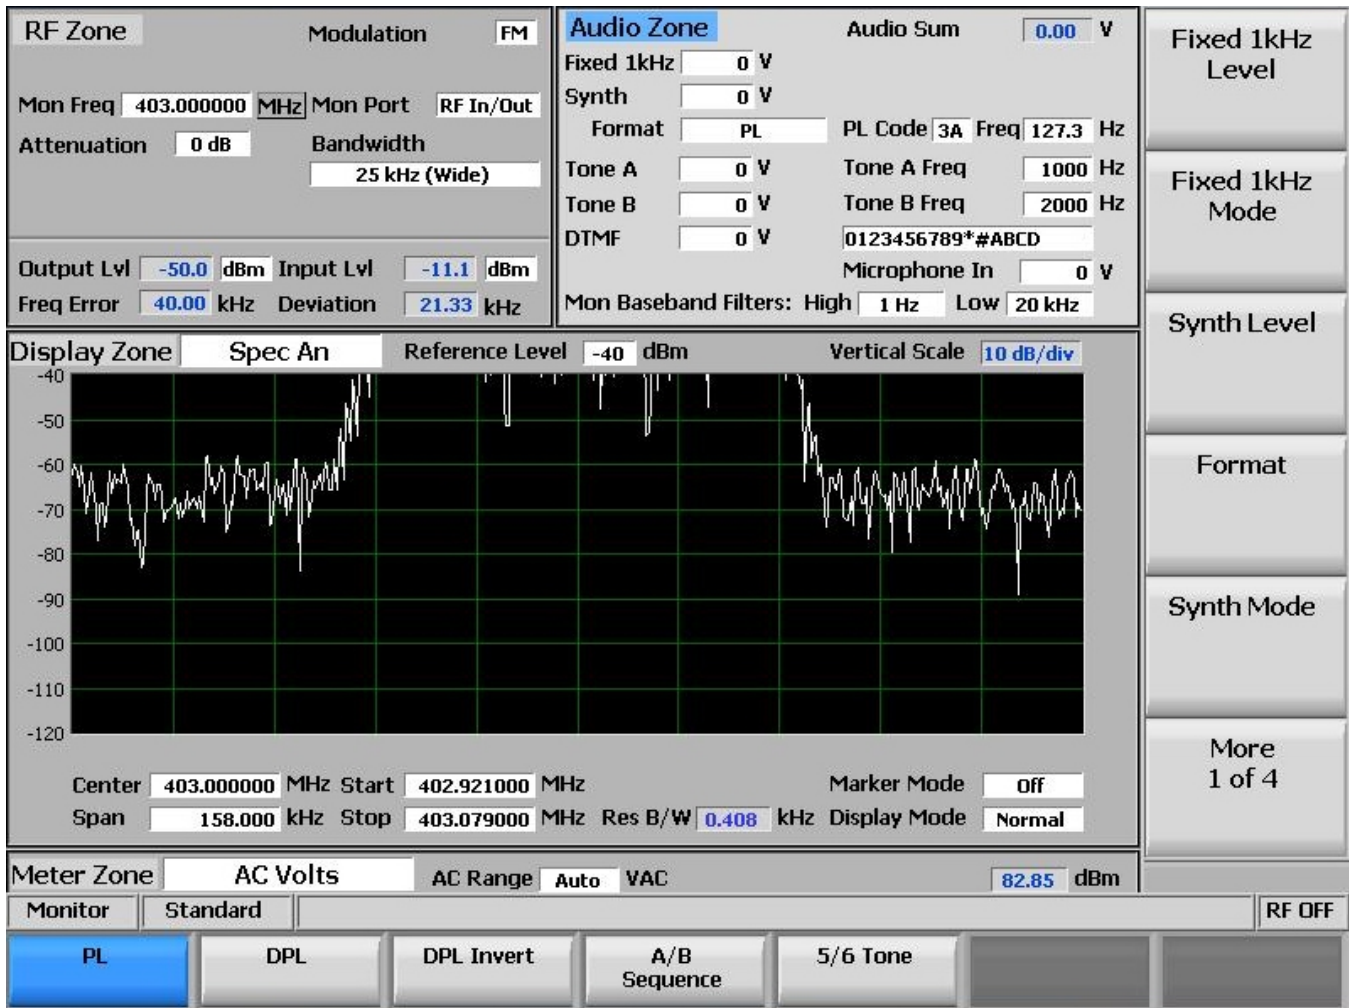 RF Zone
Modulation FM
Mon Freq 403.000000 MHz Mon Port RF In/Out
Attenuation 0 dB Bandwidth
25 kHz (Wide)
Output Lvl -50.0 dBm Input Lvl -11.1 dBm
Freq Error 40.00 kHz Deviation 21.33 kHz
Audio Zone Audio Sum 0.00 V
Fixed 1kHz 0 V
Synth 0 V
Format PL PL Code 3A Freq 127.3 Hz
Tone A 0 V Tone A Freq 1000 Hz
Tone B 0 V Tone B Freq 2000 Hz
DTMF 0 V 0123456789*#ABCD
Microphone In 0 V
Mon Baseband Filters: High 1 Hz Low 20 kHz
Display Zone Spec An Reference Level -40 dBm Vertical Scale 10 dB/div
-40
-50
-60
-70
-80
-90
-100
-110
-120
Center 403.000000 MHz Start 402.921000 MHz Marker Mode Off
Span 158.000 kHz Stop 403.079000 MHz Res B/W 0.408 kHz Display Mode Normal
Meter Zone AC Volts AC Range Auto VAC 82.85 dBm
Monitor Standard RF OFF
PL
DPL
DPL Invert
A/B
Sequence
5/6 Tone
Fixed 1kHz
Level
Fixed 1kHz
Mode
Synth Level
Format
Synth Mode
More
1 of 4